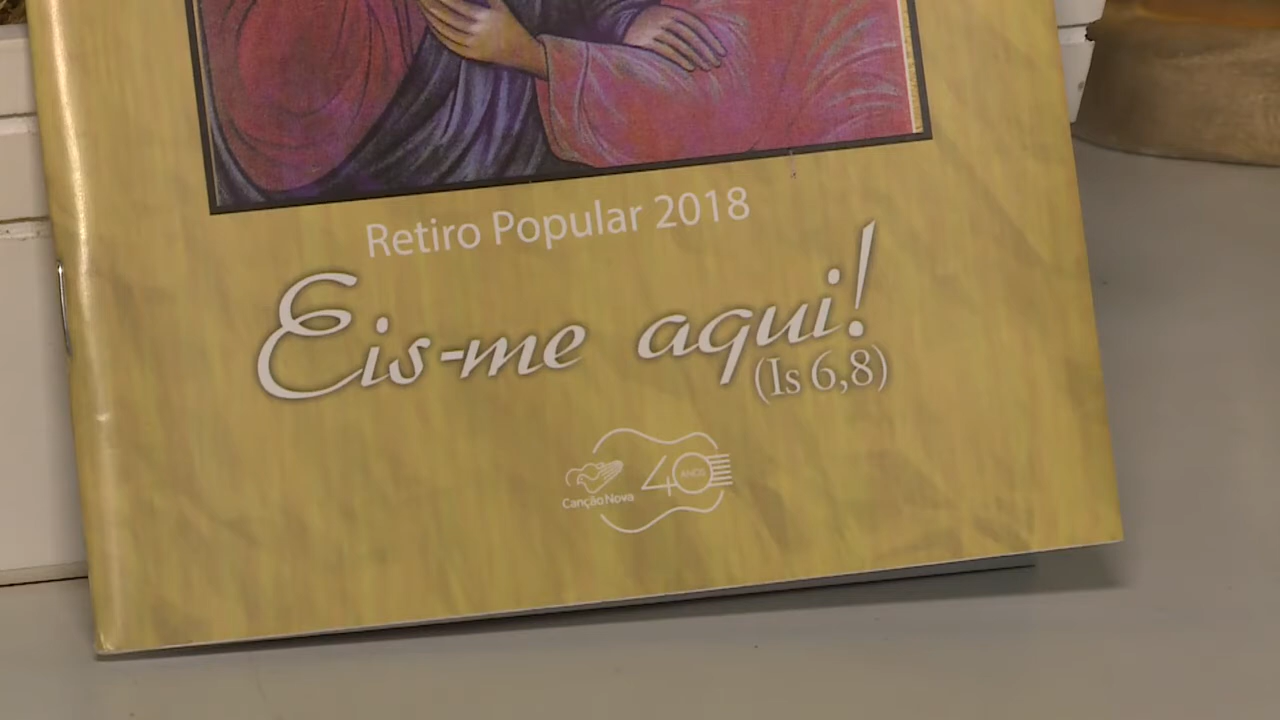 Retiro Popular 2018
Eis-me aqui!
(Is 6,8)
Canção Nova
40 ANOS